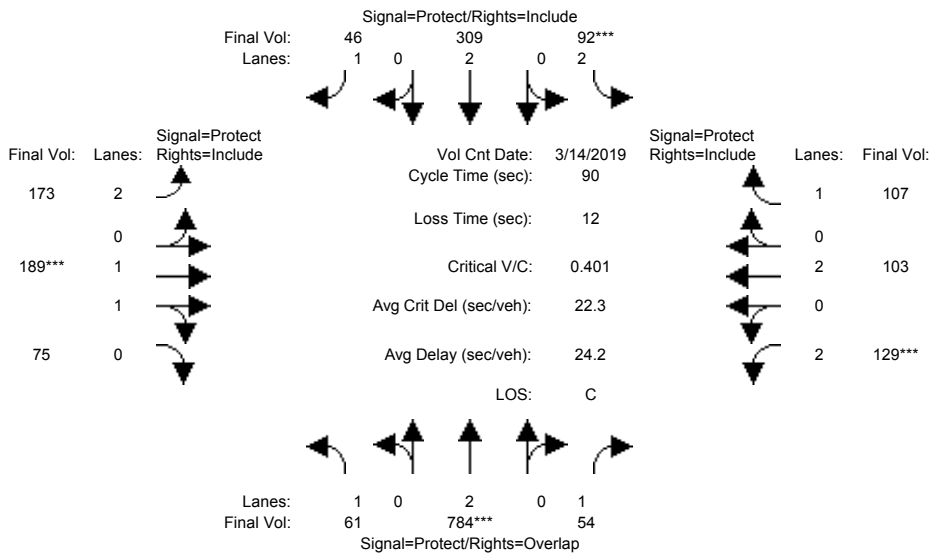 Signal=Protect/Rights=Include
Final Vol: 46 309 92***
Lanes: 1 0 2 0 2
Signal=Protect
Final Vol: Lanes: Rights=Include
Vol Cnt Date: 3/14/2019
Signal=Protect
Rights=Include Lanes: Final Vol:
Cycle Time (sec): 90
173 2
1 107
Loss Time (sec): 12
0
0
189*** 1
Critical V/C: 0.401
2 103
1
Avg Crit Del (sec/veh): 22.3
0
75 0
Avg Delay (sec/veh): 24.2
2 129***
LOS: C
Lanes: 1 0 2 0 1
Final Vol: 61 784*** 54
Signal=Protect/Rights=Overlap